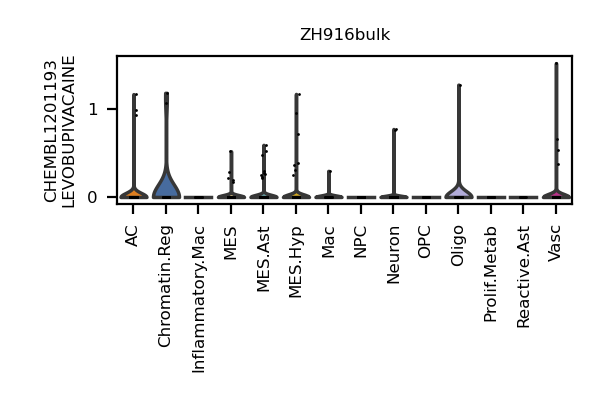 ZH916bulk
CHEMBL1201193
LEVOBUPIVACAINE
1
0
AC
Chromatin.Reg
Inflammatory.Mac
MES
MES.Ast
MES.Hyp
Mac
NPC
Neuron
OPC
Oligo
Prolif.Metab
Reactive.Ast
Vasc